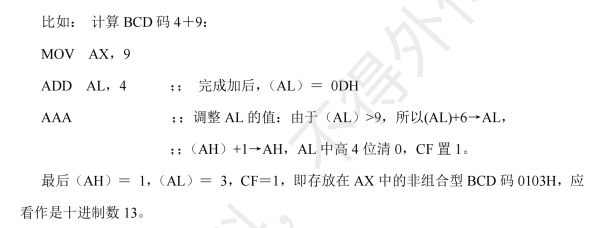 比如： 计算 BCD 码 4＋9:
MOV AX，9
ADD AL，4 ;; 完成加后，（AL）＝ 0DH
AAA ;; 调整 AL 的值：由于（AL）>9，所以(AL)+6→AL，
;;（AH）+1→AH，AL 中高 4 位清 0，CF 置 1。
最后（AH）＝ 1，（AL）＝ 3，CF＝1，即存放在 AX 中的非组合型 BCD 码 0103H，应
看作是十进制数 13。
不得外传